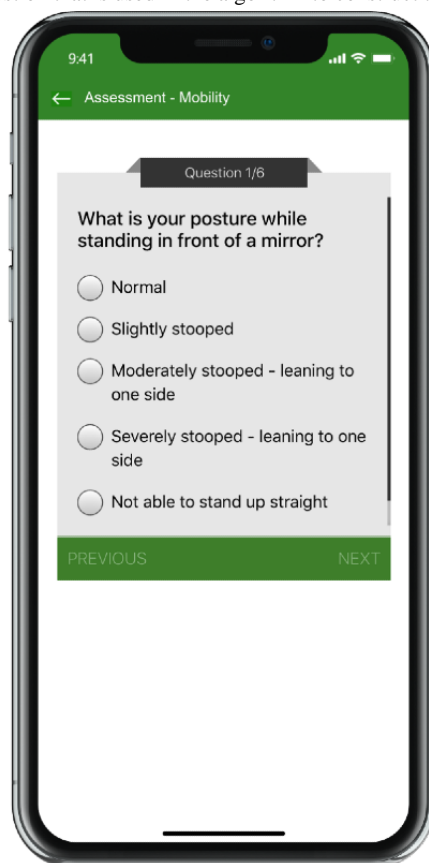 9:41
Assessment - Mobility
Question 1/6
What is your posture while
standing in front of a mirror?
Normal
Slightly stooped
Moderately stooped - leaning to
one side
Severely stooped - leaning to one
side
Not able to stand up straight
PREVIOUS NEXT